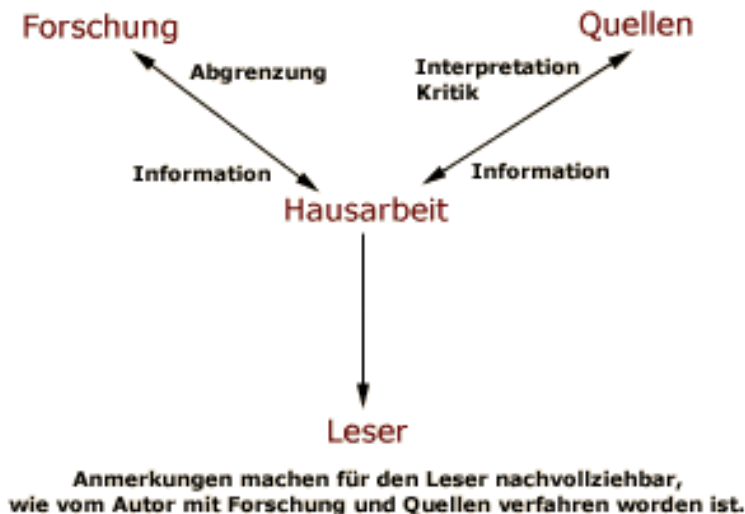 Forschung
Quellen
Abgrenzung
Interpretation
Kritik
Information
Information
Hausarbeit
Leser
Anmerkungen machen für den Leser nachvollziehbar,
wie vom Autor mit Forschung und Quellen verfahren worden ist.